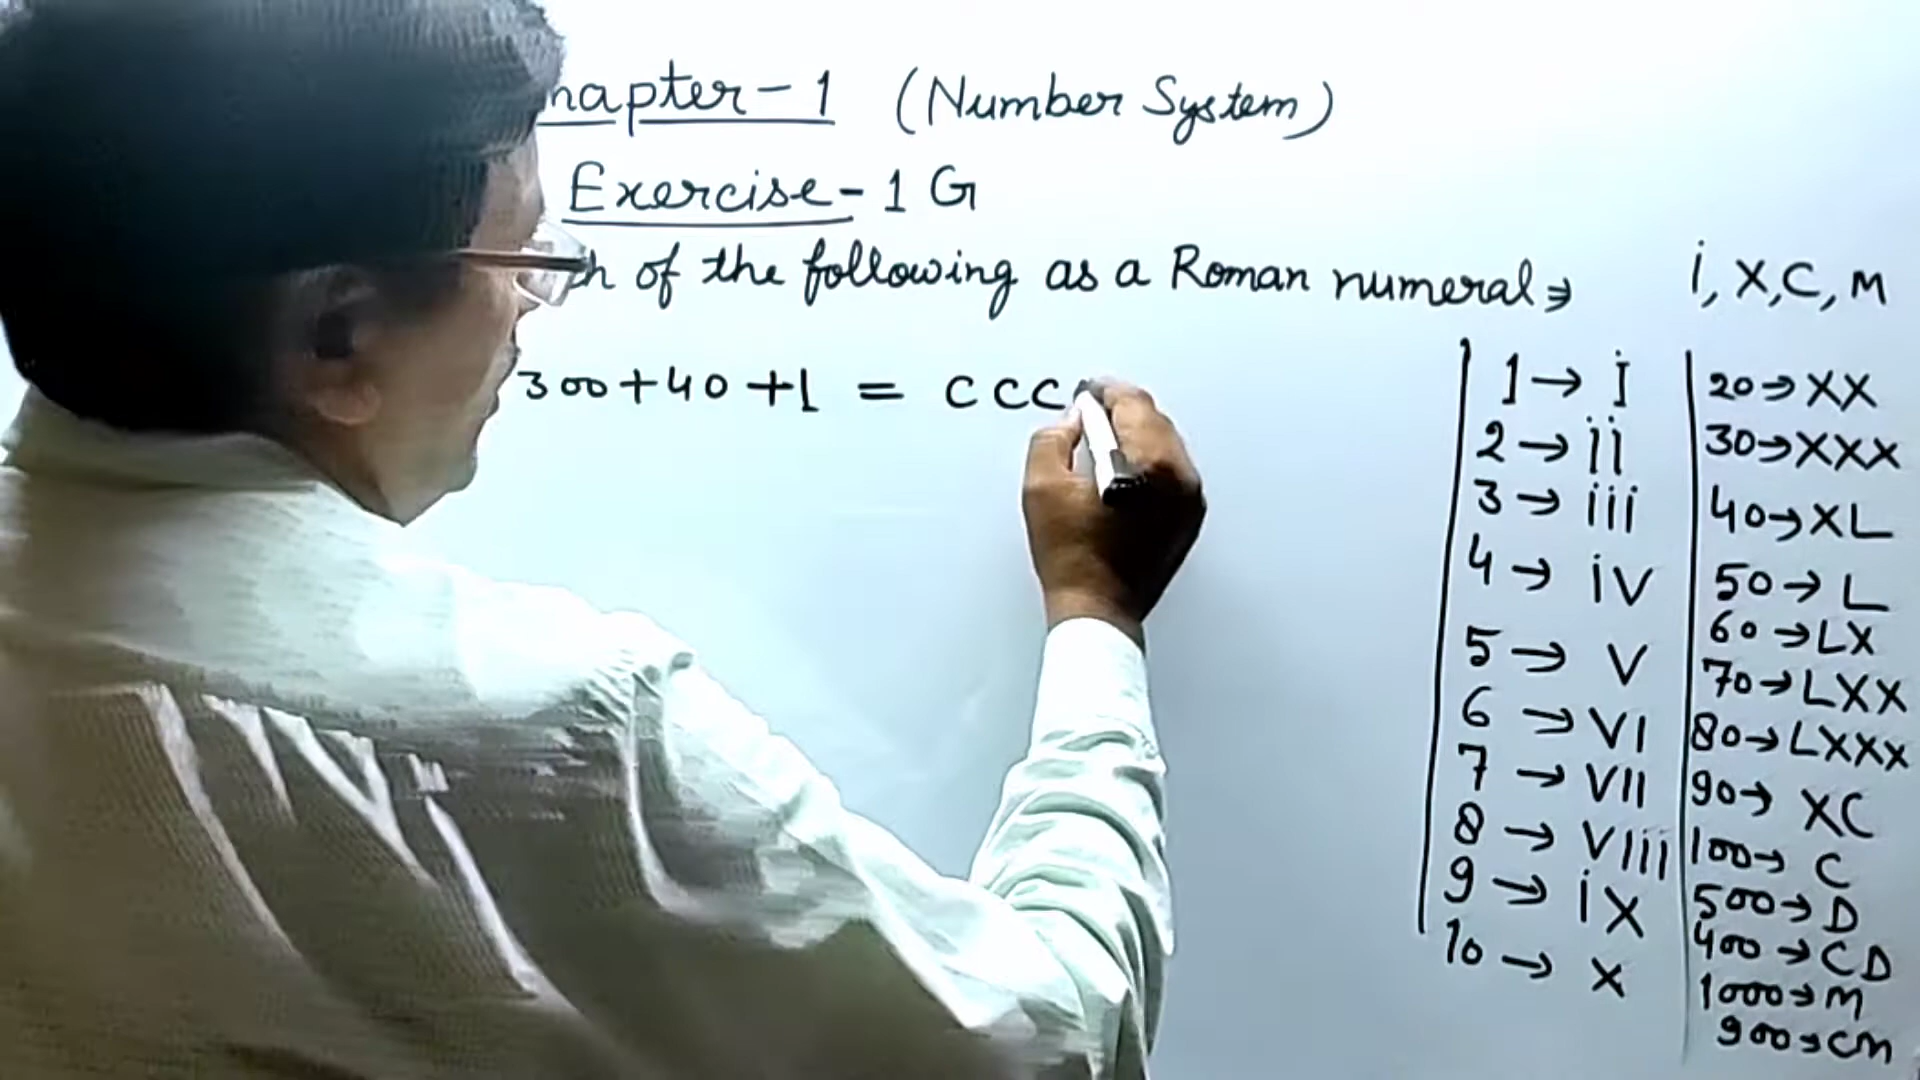 hapter - 1 (Number System)
Exercise - 1 G
of the following as a Roman numeral ⇒
300 + 40 + 1 = C C C
i, X, C, M
1 → I
2 → ii
3 → iii
4 → iV
5 → V
6 → VI
7 → VII
8 → VIII
9 → iX
10 → X
20 → XX
30 → XXX
40 → XL
50 → L
60 → LX
70 → LXX
80 → LXXX
90 → XC
100 → C
500 → D
400 → CD
1000 → M
900 → CM